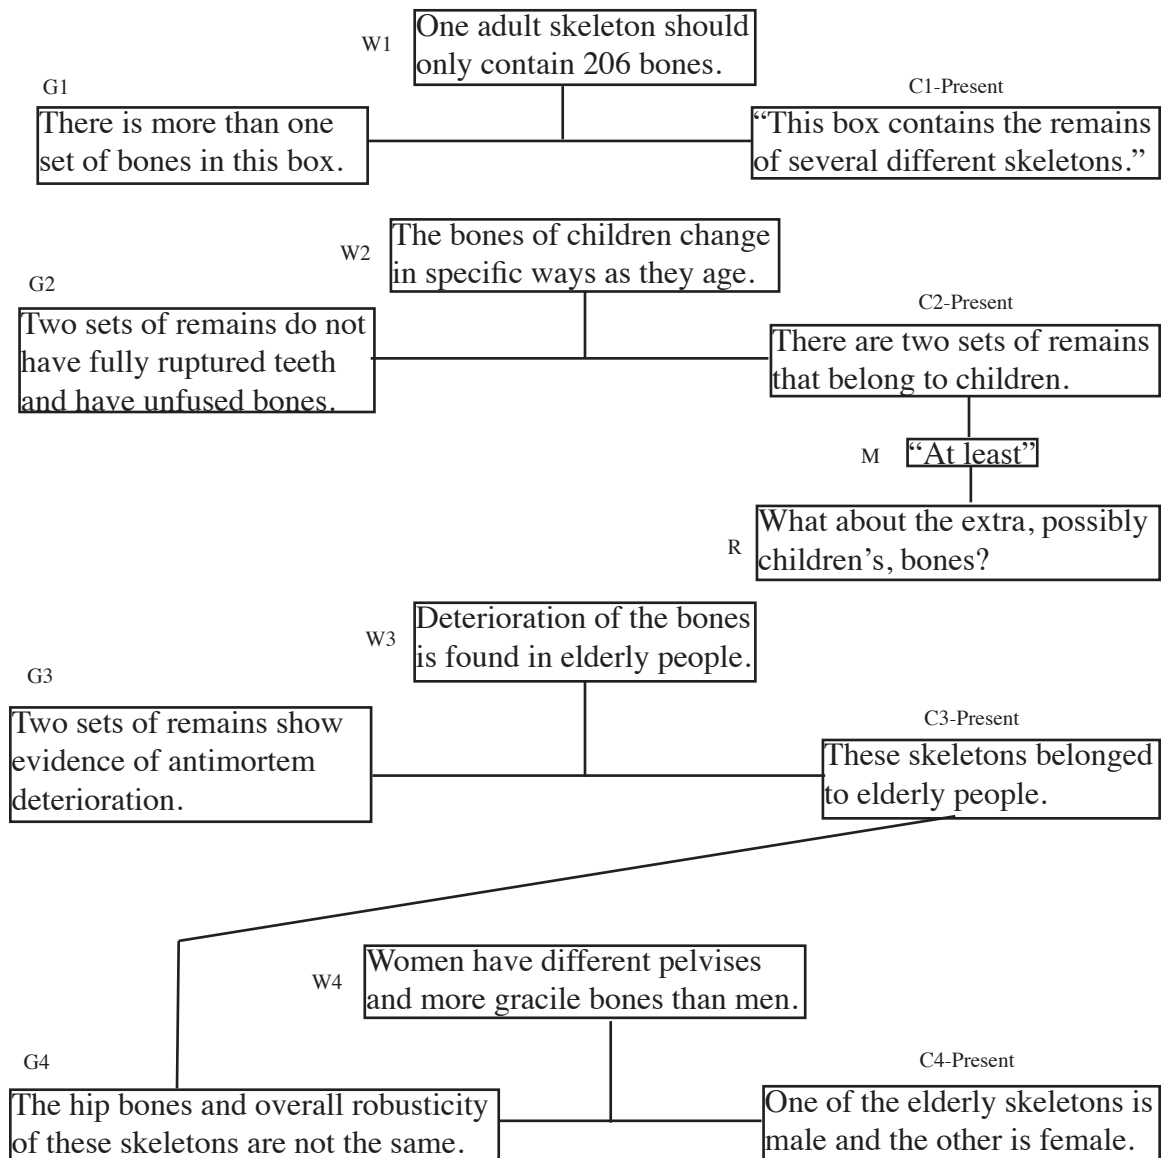 W1
One adult skeleton should
only contain 206 bones.
G1
There is more than one
set of bones in this box.
C1-Present
“This box contains the remains
of several different skeletons.”
W2
The bones of children change
in specific ways as they age.
G2
Two sets of remains do not
have fully ruptured teeth
and have unfused bones.
C2-Present
There are two sets of remains
that belong to children.
M
“At least”
R
What about the extra, possibly
children’s, bones?
W3
Deterioration of the bones
is found in elderly people.
G3
Two sets of remains show
evidence of antimortem
deterioration.
C3-Present
These skeletons belonged
to elderly people.
W4
Women have different pelvises
and more gracile bones than men.
G4
The hip bones and overall robusticity
of these skeletons are not the same.
C4-Present
One of the elderly skeletons is
male and the other is female.